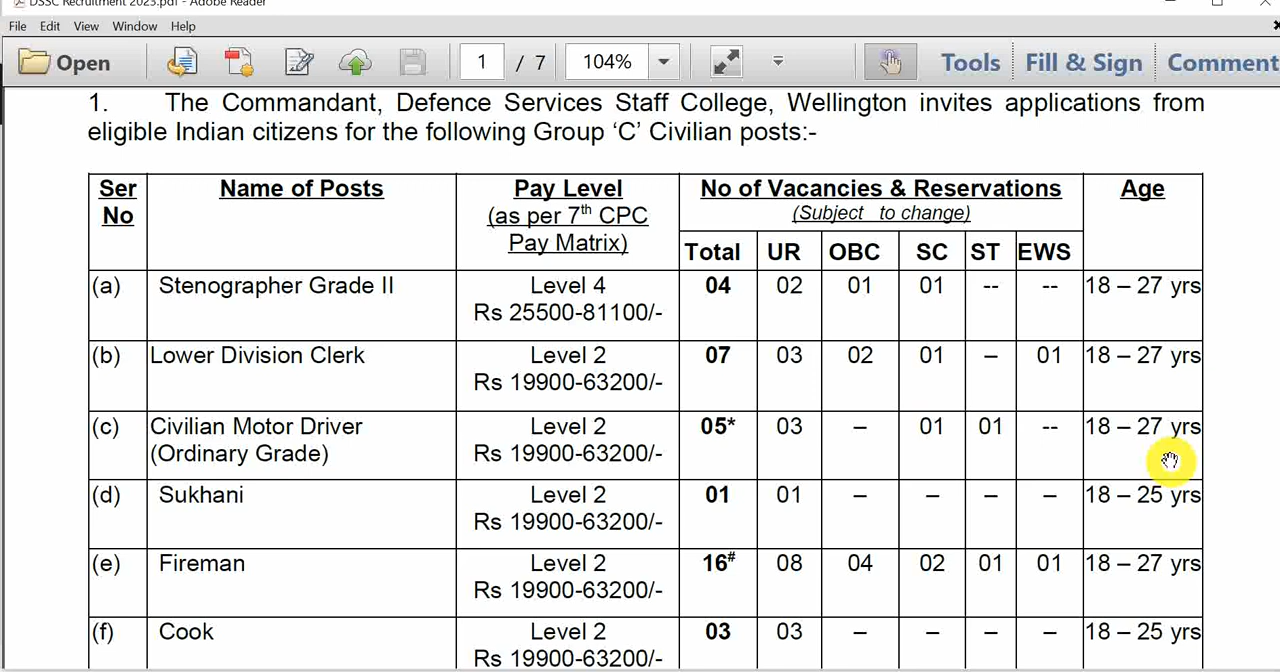 DSSC Recruitment 2023.pdf - Adobe Reader
File Edit View Window Help
Open 1 / 7 104% Tools Fill & Sign Comment
1. The Commandant, Defence Services Staff College, Wellington invites applications from
eligible Indian citizens for the following Group ‘C’ Civilian posts:-
Ser No Name of Posts Pay Level (as per 7th CPC Pay Matrix) No of Vacancies & Reservations (Subject to change) Age
Total UR OBC SC ST EWS
(a) Stenographer Grade II Level 4 04 02 01 01 -- -- 18 – 27 yrs
Rs 25500-81100/-
(b) Lower Division Clerk Level 2 07 03 02 01 – 01 18 – 27 yrs
Rs 19900-63200/-
(c) Civilian Motor Driver Level 2 05* 03 – 01 01 -- 18 – 27 yrs
(Ordinary Grade) Rs 19900-63200/-
(d) Sukhani Level 2 01 01 – – – – 18 – 25 yrs
Rs 19900-63200/-
(e) Fireman Level 2 16# 08 04 02 01 01 18 – 27 yrs
Rs 19900-63200/-
(f) Cook Level 2 03 03 – – – – 18 – 25 yrs
Rs 19900-63200/-